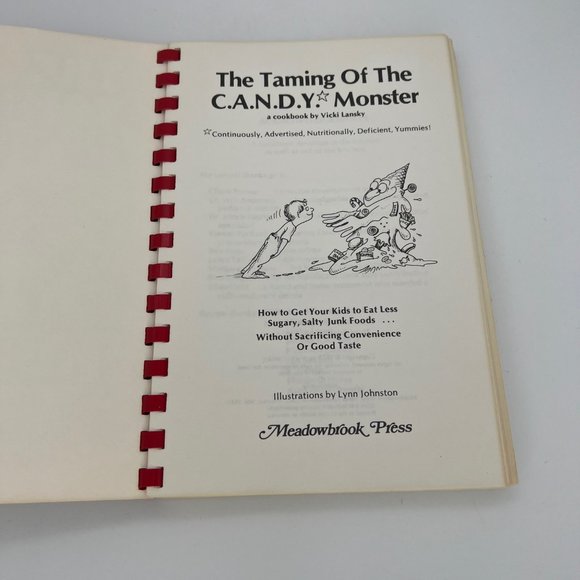 The Taming Of The
C.A.N.D.Y.☆ Monster
a cookbook by Vicki Lansky
☆Continuously, Advertised, Nutritionally, Deficient, Yummies!
How to Get Your Kids to Eat Less
Sugary, Salty Junk Foods . . .
Without Sacrificing Convenience
Or Good Taste
Illustrations by Lynn Johnston
Meadowbrook Press